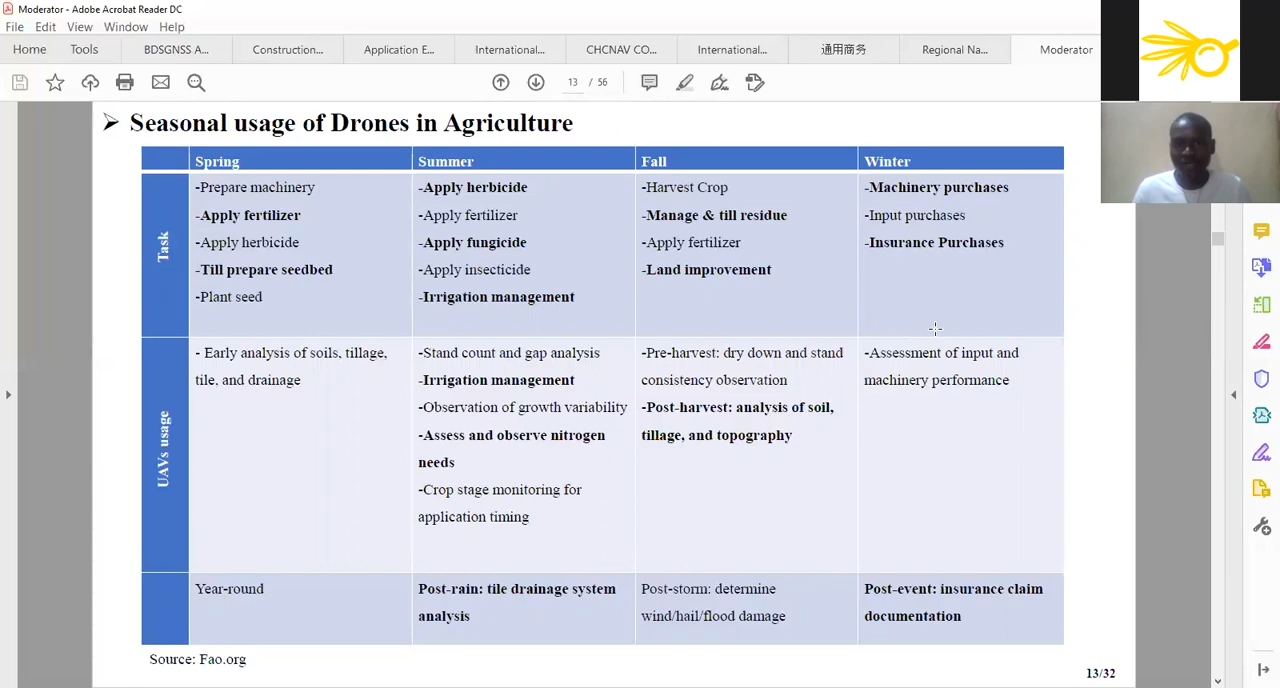 Moderator - Adobe Acrobat Reader DC
File Edit View Window Help
Home Tools BDSGNSS A... Construction... Application E... International... CHCNAV CO... International... 通用商务 Regional Na... Moderator
13 / 56
➢ Seasonal usage of Drones in Agriculture
Spring Summer Fall Winter
Task
-Prepare machinery
-Apply fertilizer
-Apply herbicide
-Till prepare seedbed
-Plant seed
-Apply herbicide
-Apply fertilizer
-Apply fungicide
-Apply insecticide
-Irrigation management
-Harvest Crop
-Manage & till residue
-Apply fertilizer
-Land improvement
-Machinery purchases
-Input purchases
-Insurance Purchases
UAVs usage
- Early analysis of soils, tillage,
tile, and drainage
-Stand count and gap analysis
-Irrigation management
-Observation of growth variability
-Assess and observe nitrogen
needs
-Crop stage monitoring for
application timing
-Pre-harvest: dry down and stand
consistency observation
-Post-harvest: analysis of soil,
tillage, and topography
-Assessment of input and
machinery performance
Year-round
Post-rain: tile drainage system
analysis
Post-storm: determine
wind/hail/flood damage
Post-event: insurance claim
documentation
Source: Fao.org
13/32